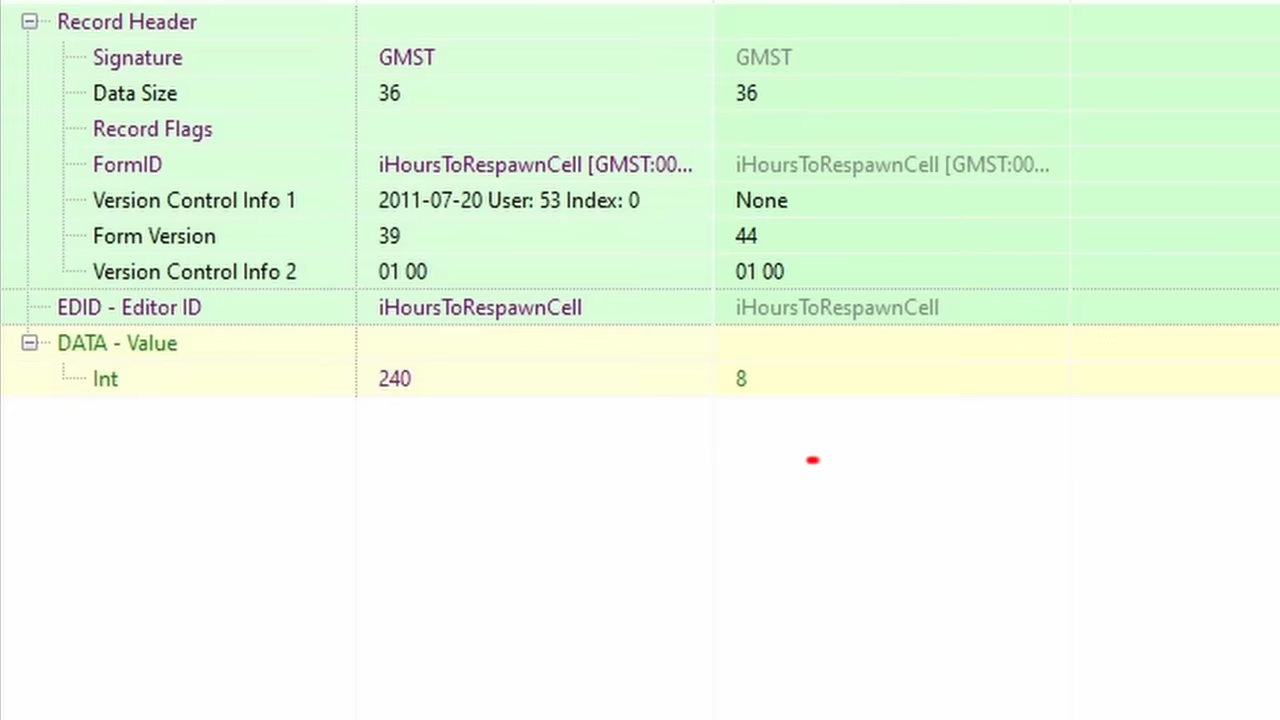 Record Header
Signature GMST GMST
Data Size 36 36
Record Flags
FormID iHoursToRespawnCell [GMST:00... iHoursToRespawnCell [GMST:00...
Version Control Info 1 2011-07-20 User: 53 Index: 0 None
Form Version 39 44
Version Control Info 2 01 00 01 00
EDID - Editor ID iHoursToRespawnCell iHoursToRespawnCell
DATA - Value
Int 240 8